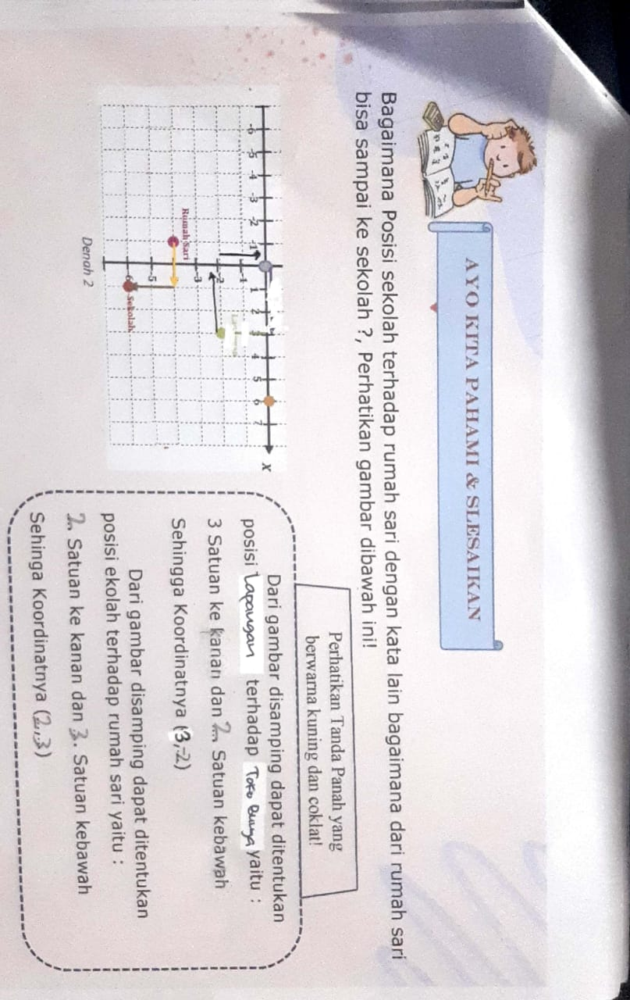 AYO KITA PAHAMI & SLESAIKAN
Bagaimana Posisi sekolah terhadap rumah sari dengan kata lain bagaimana dari rumah sari
bisa sampai ke sekolah ?, Perhatikan gambar dibawah ini!
Perhatikan Tanda Panah yang
berwarna kuning dan coklat!
-6 -5 -4 -3 -2 -1 1 2 3 4 5 6 7 X
-1
-2
-3
Rumah Sari
-5
-6 Sekolah
Denah 2
Dari gambar disamping dapat ditentukan
posisi Lapangan terhadap Toko Bunga yaitu :
3 Satuan ke kanan dan 2 Satuan kebawah
Sehingga Koordinatnya (3,-2)
Dari gambar disamping dapat ditentukan
posisi ekolah terhadap rumah sari yaitu :
2. Satuan ke kanan dan 3. Satuan kebawah
Sehinga Koordinatnya (2,-3)